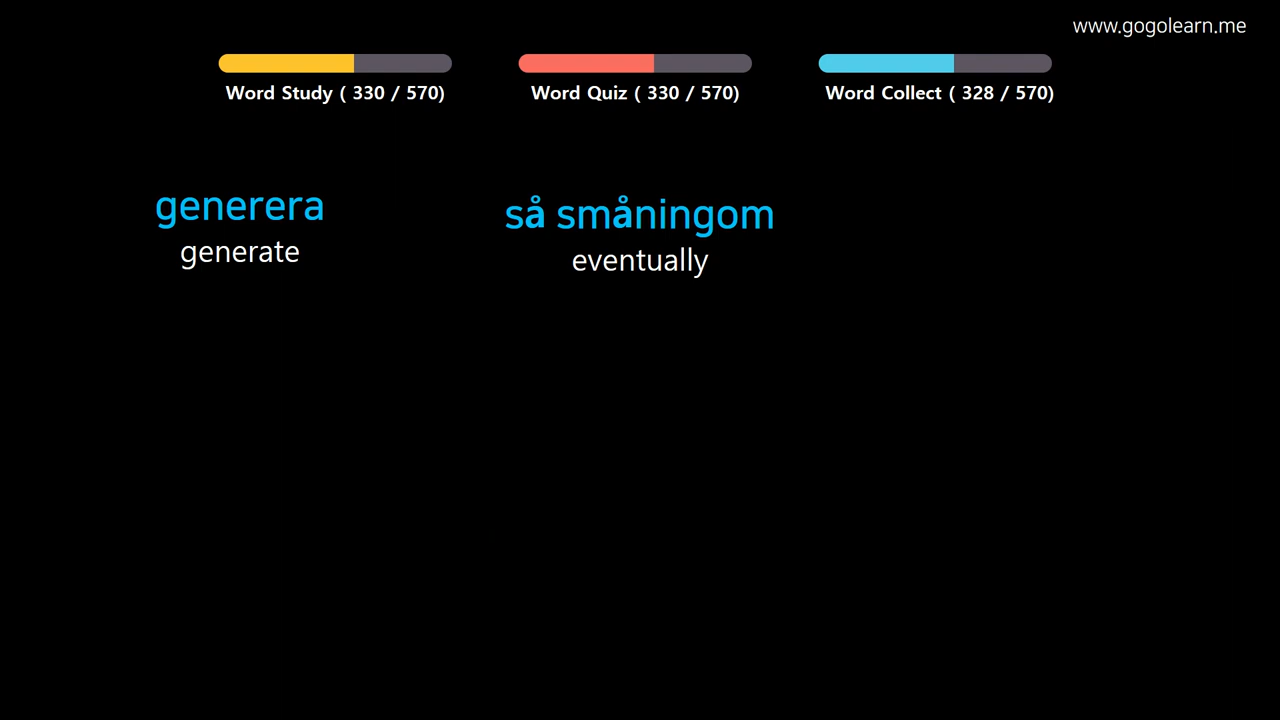 www.gogolearn.me
Word Study ( 330 / 570)
Word Quiz ( 330 / 570)
Word Collect ( 328 / 570)
generera
generate
så småningom
eventually